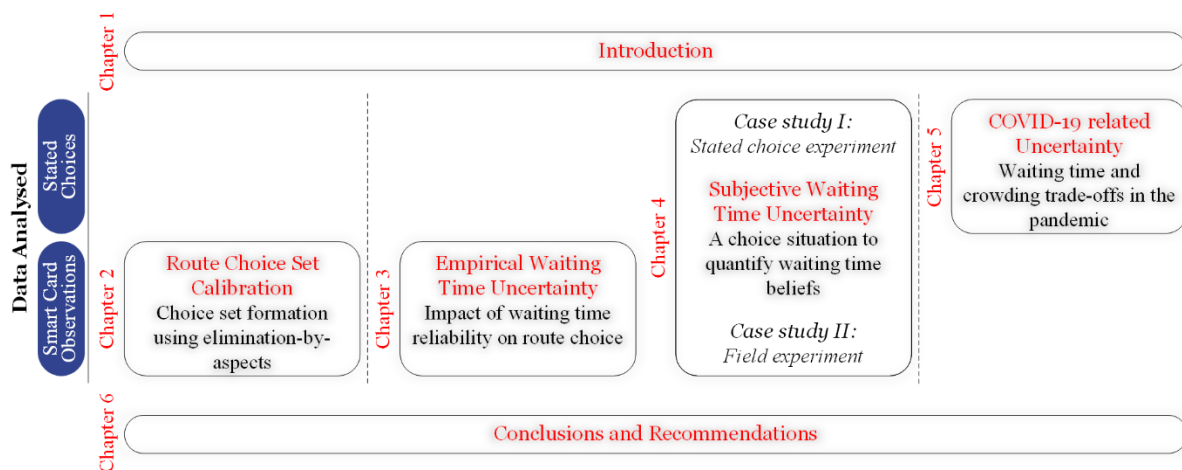 Chapter 1
Introduction
Data Analysed
Stated
Choices
Smart Card
Observations
Chapter 2
Route Choice Set
Calibration
Choice set formation
using elimination-by-
aspects
Chapter 3
Empirical Waiting
Time Uncertainty
Impact of waiting time
reliability on route choice
Chapter 4
Case study I:
Stated choice experiment
Subjective Waiting
Time Uncertainty
A choice situation to
quantify waiting time
beliefs
Case study II:
Field experiment
Chapter 5
COVID-19 related
Uncertainty
Waiting time and
crowding trade-offs in the
pandemic
Chapter 6
Conclusions and Recommendations